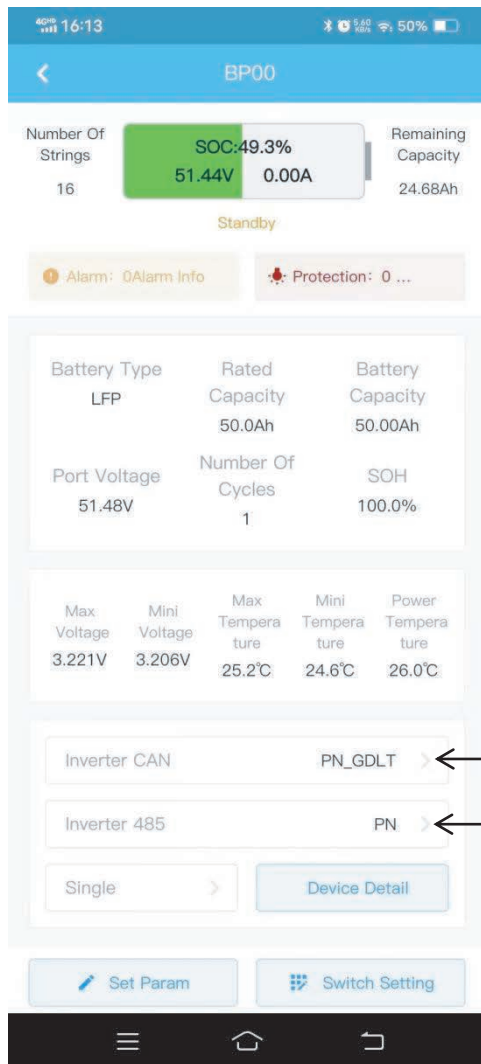 4GHD 16:13 5.60 KB/s 50%
BP00
Number Of Strings
16
SOC:49.3%
51.44V 0.00A
Remaining Capacity
24.68Ah
Standby
Alarm: 0Alarm Info
Protection: 0 ...
Battery Type
LFP
Rated Capacity
50.0Ah
Battery Capacity
50.00Ah
Port Voltage
51.48V
Number Of Cycles
1
SOH
100.0%
Max Voltage
3.221V
Mini Voltage
3.206V
Max Tempera ture
25.2℃
Mini Tempera ture
24.6℃
Power Tempera ture
26.0℃
Inverter CAN PN_GDLT
Inverter 485 PN
Single
Device Detail
Set Param
Switch Setting